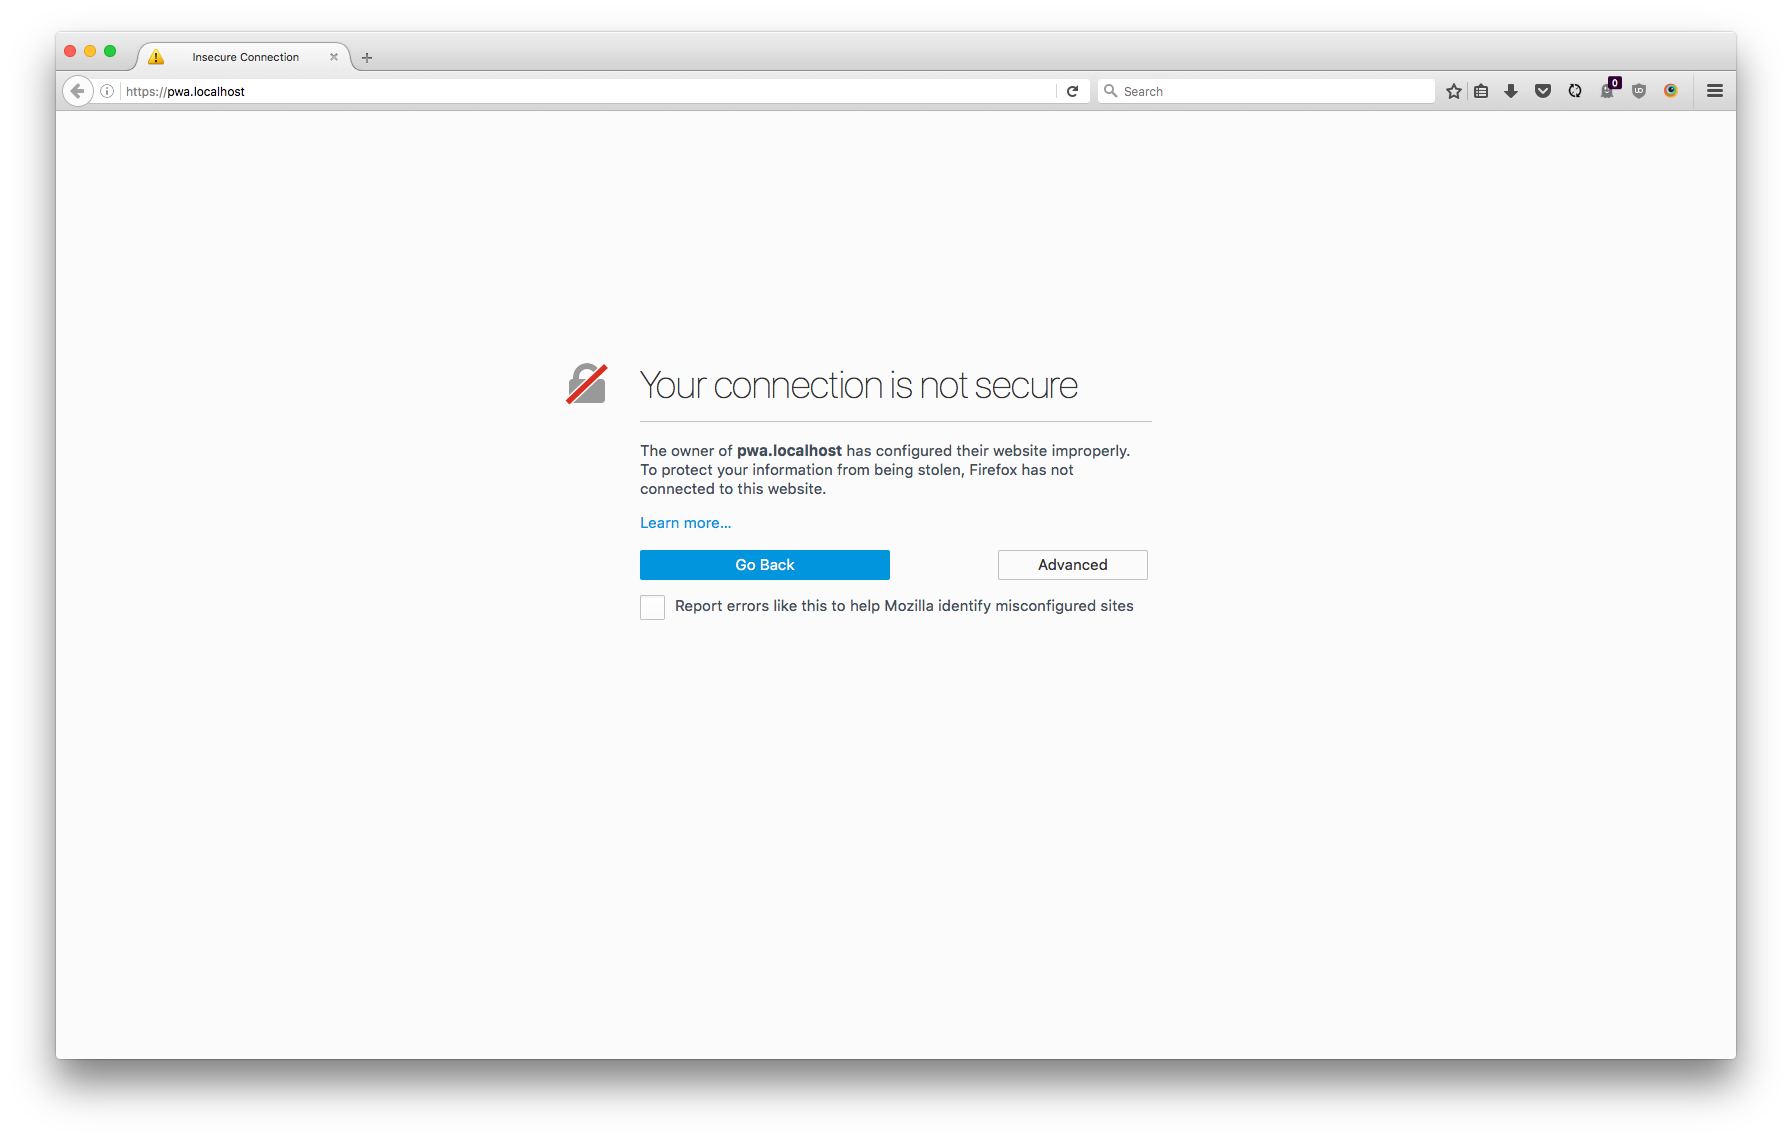 Insecure Connection
https://pwa.localhost
Search
0
Your connection is not secure
The owner of pwa.localhost has configured their website improperly.
To protect your information from being stolen, Firefox has not
connected to this website.
Learn more...
Go Back
Advanced
Report errors like this to help Mozilla identify misconfigured sites